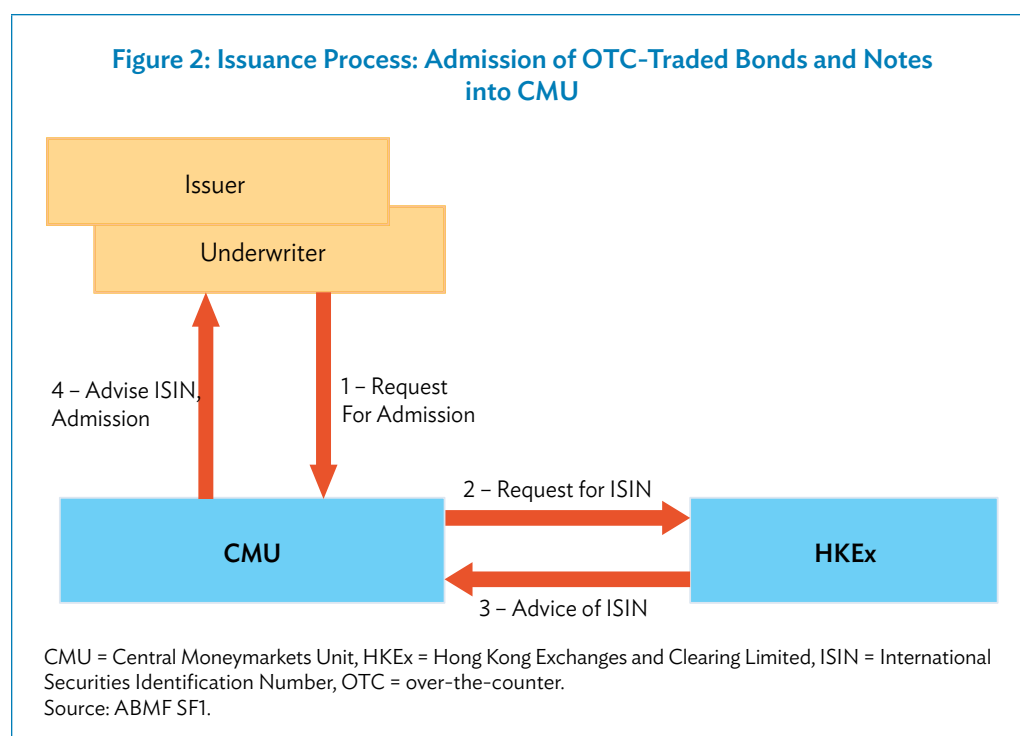 Figure 2: Issuance Process: Admission of OTC-Traded Bonds and Notes
into CMU
Issuer
Underwriter
4 – Advise ISIN,
Admission
1 – Request
For Admission
2 – Request for ISIN
CMU
HKEx
3 – Advice of ISIN
CMU = Central Moneymarkets Unit, HKEx = Hong Kong Exchanges and Clearing Limited, ISIN = International
Securities Identification Number, OTC = over-the-counter.
Source: ABMF SF1.